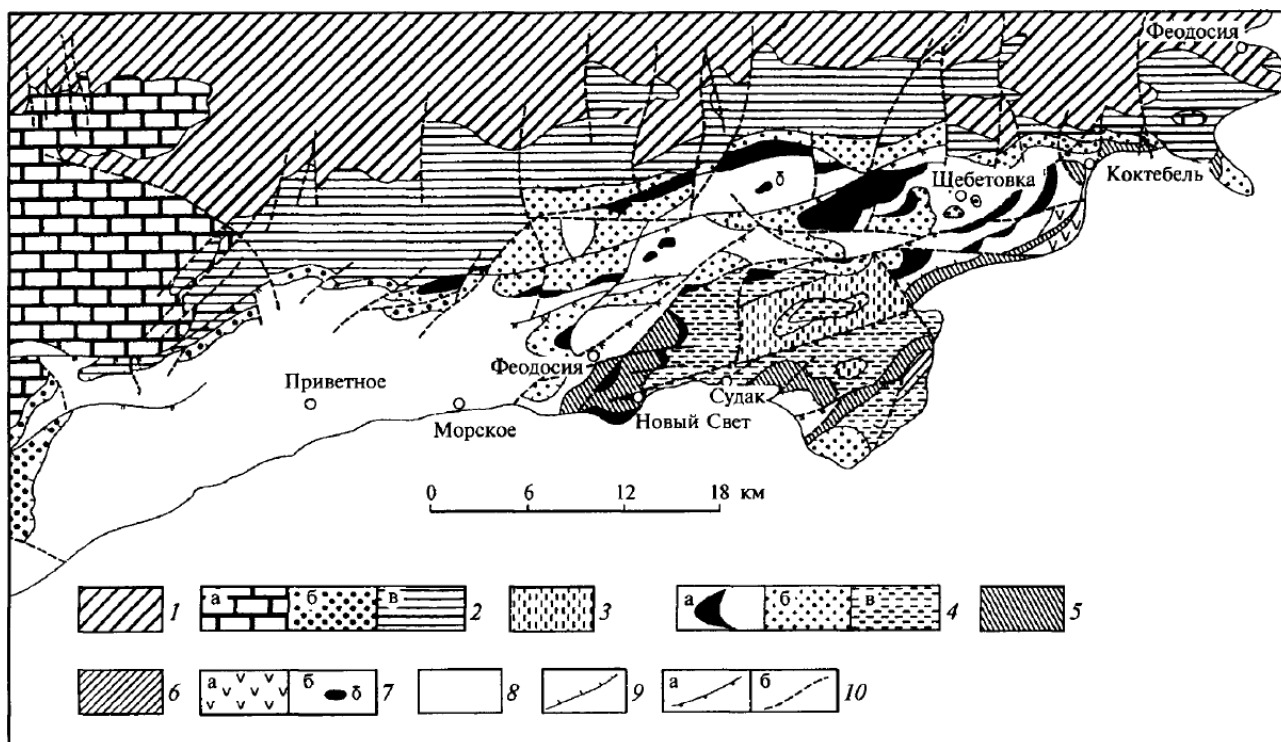 Феодосия
Щебетовка
Коктебель
δ
Феодосия
Приветное
Судак
Морское
Новый Свет
0 6 12 18 км
1 а б в 2 3 а б в 4 5
6 а б δ 7 8 9 а б 10